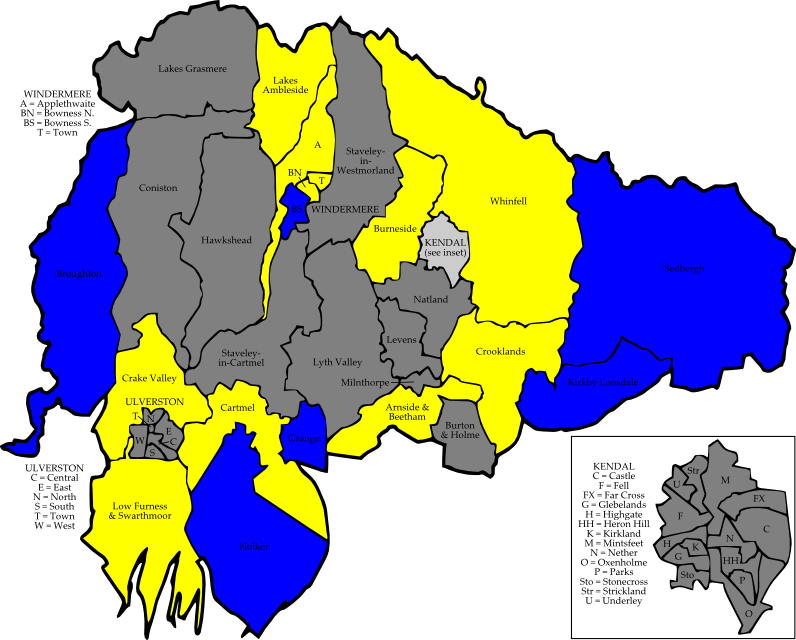 Lakes Grasmere
WINDERMERE
A = Applethwaite
BN = Bowness N.
BS = Bowness S.
T = Town
Lakes
Ambleside
A
Staveley-
in-
Westmorland
BN
T
BS
WINDERMERE
Coniston
Hawkshead
Whinfell
Burneside
KENDAL
(see inset)
Broughton
Sedbergh
Natland
Levens
Staveley-
in-Cartmel
Lyth Valley
Crooklands
Milnthorpe
Kirkby Lonsdale
Crake Valley
ULVERSTON
T
N
E
W
C
S
Cartmel
Arnside &
Beetham
Grange
Burton
& Holme
ULVERSTON
C = Central
E = East
N = North
S = South
T = Town
W = West
Low Furness
& Swarthmoor
Holker
KENDAL
C = Castle
F = Fell
FX = Far Cross
G = Glebelands
H = Highgate
HH = Heron Hill
K = Kirkland
M = Mintsfeet
N = Nether
O = Oxenholme
P = Parks
Sto = Stonecross
Str = Strickland
U = Underley
Str
M
U
FX
F
C
N
H
K
G
HH
Sto
P
O